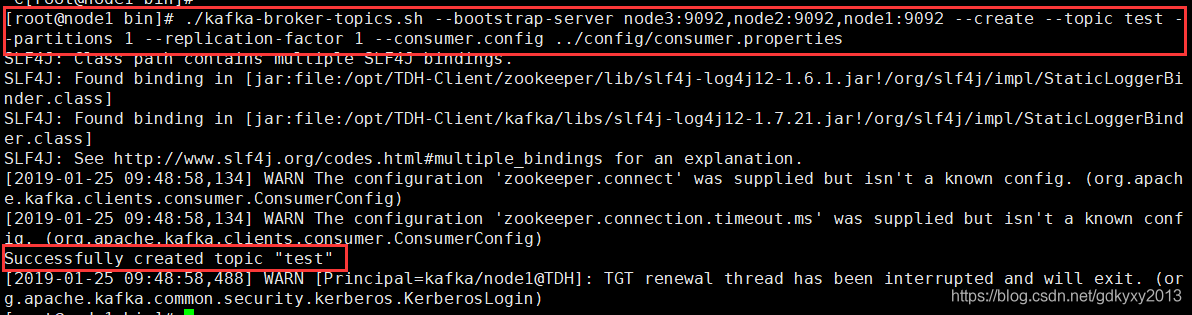 [root@node1 bin]# ./kafka-broker-topics.sh --bootstrap-server node3:9092,node2:9092,node1:9092 --create --topic test -
-partitions 1 --replication-factor 1 --consumer.config ../config/consumer.properties
SLF4J: Class path contains multiple SLF4J bindings.
SLF4J: Found binding in [jar:file:/opt/TDH-Client/zookeeper/lib/slf4j-log4j12-1.6.1.jar!/org/slf4j/impl/StaticLoggerBi
nder.class]
SLF4J: Found binding in [jar:file:/opt/TDH-Client/kafka/libs/slf4j-log4j12-1.7.21.jar!/org/slf4j/impl/StaticLoggerBind
er.class]
SLF4J: See http://www.slf4j.org/codes.html#multiple_bindings for an explanation.
[2019-01-25 09:48:58,134] WARN The configuration 'zookeeper.connect' was supplied but isn't a known config. (org.apach
e.kafka.clients.consumer.ConsumerConfig)
[2019-01-25 09:48:58,134] WARN The configuration 'zookeeper.connection.timeout.ms' was supplied but isn't a known conf
ig. (org.apache.kafka.clients.consumer.ConsumerConfig)
Successfully created topic "test"
[2019-01-25 09:48:58,488] WARN [Principal=kafka/node1@TDH]: TGT renewal thread has been interrupted and will exit. (or
g.apache.kafka.common.security.kerberos.KerberosLogin)
https://blog.csdn.net/gdkyxy2013